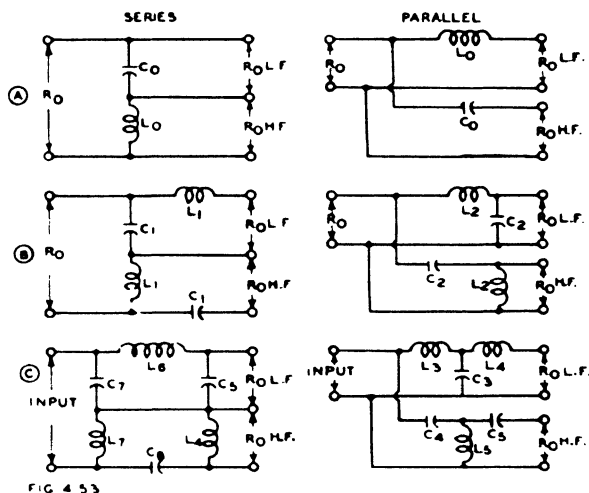 SERIES PARALLEL
A
R₀
C₀
L₀
R₀ L.F
R₀ H.F
R₀
L₀
C₀
R₀ L.F.
R₀ H.F.
B
R₀
L₁
C₁
L₁
C₁
R₀ L.F
R₀ H.F
R₀
L₂
C₂
C₂
L₂
R₀ L.F.
R₀ H.F.
C
INPUT
L₆
C₇
C₅
L₇
L₄
R₀ L.F
R₀ H.F.
INPUT
L₃
L₄
C₃
C₄
C₅
L₅
R₀ L.F.
R₀ H.F.
FIG 4.53